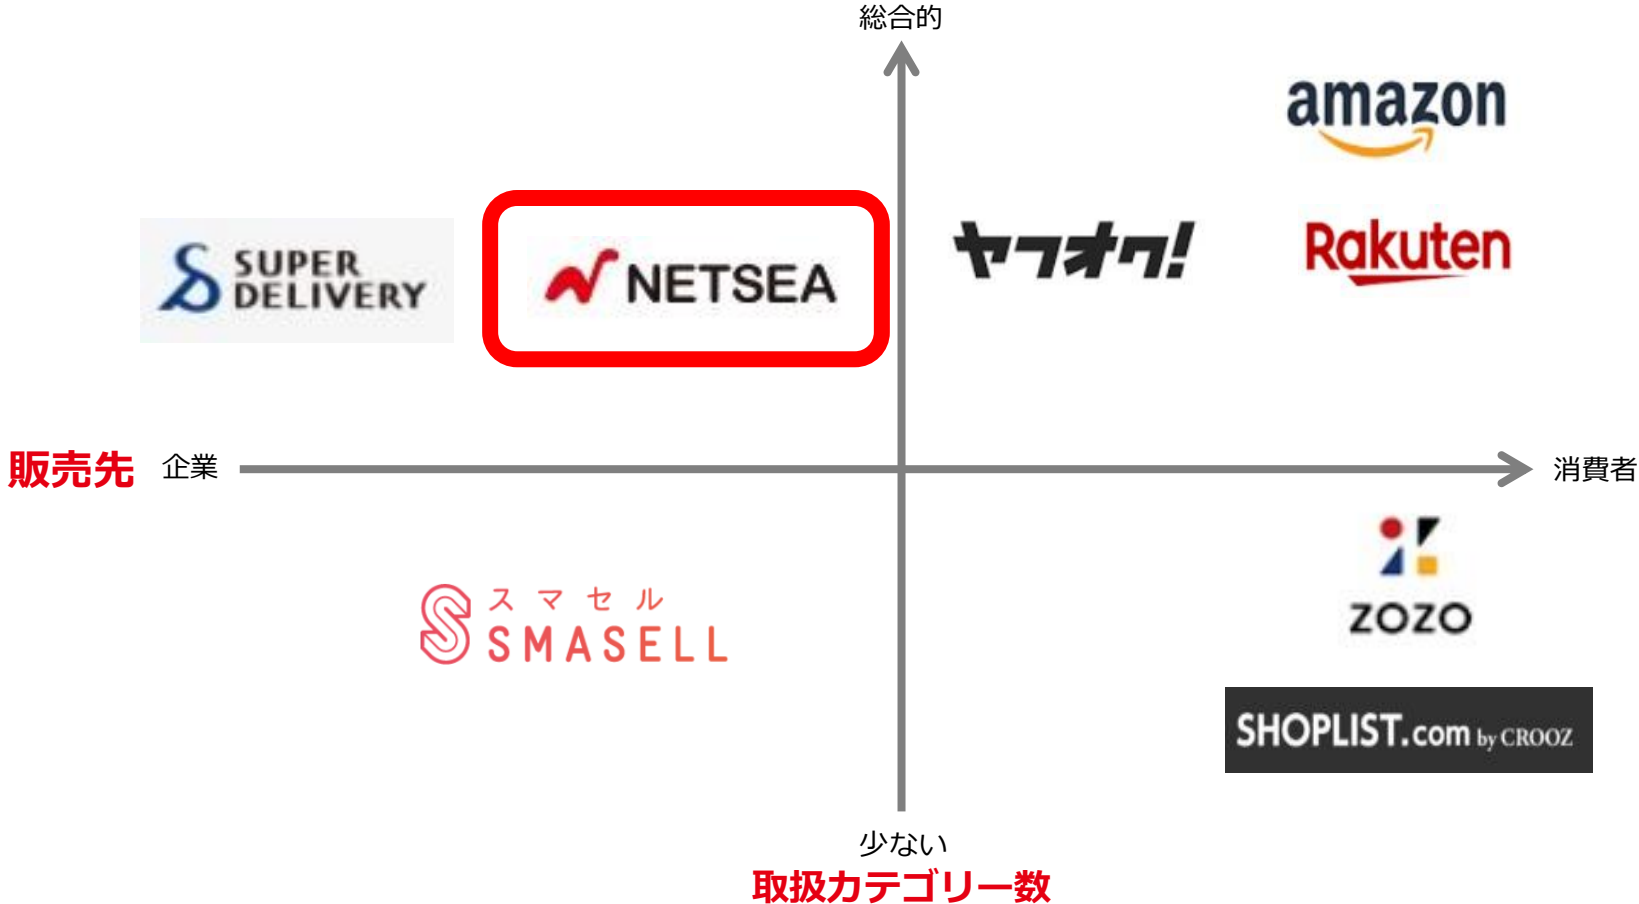 総合的
amazon
SUPER
DELIVERY
NETSEA
ヤフオク!
Rakuten
販売先 企業
消費者
スマセル
SMASELL
ZOZO
SHOPLIST.com by CROOZ
少ない
取扱カテゴリー数